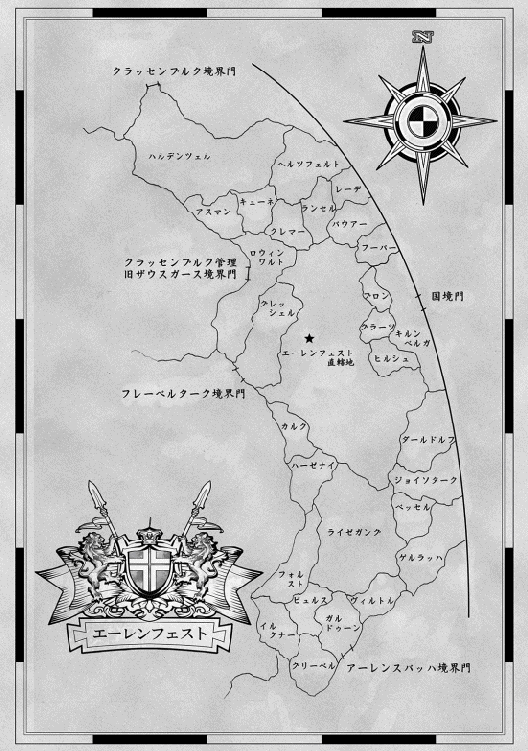 N
クラッセンブルク境界門
ハルデンツェル
ヘルツフェルト
レーデ
キューネ
アスマン
ランセル
バウアー
クレマー
フーバー
ロウィン
ワルト
クラッセンブルク管理
旧ザウスガース境界門
ブロン
国境門
グレッ
シェル
グラーツ
キルン
ベルガ
エーレンフェスト
直轄地
ヒルシュ
フレーベルターク境界門
カルク
ダールドルフ
ハーゼナイ
ジョイソターク
ベッセル
ライゼガング
ゲルラッハ
フォル
スト
ビュルス
ヴィルトル
イル
クナー
ガル
ドゥーン
エーレンフェスト
クリーベル
アーレンスバッハ境界門